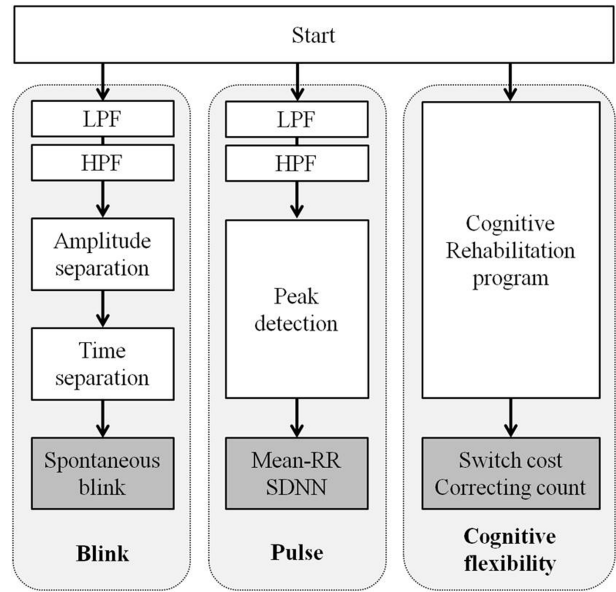 Start
LPF
HPF
Amplitude
separation
Time
separation
Spontaneous
blink
Blink
LPF
HPF
Peak
detection
Mean-RR
SDNN
Pulse
Cognitive
Rehabilitation
program
Switch cost
Correcting count
Cognitive
flexibility